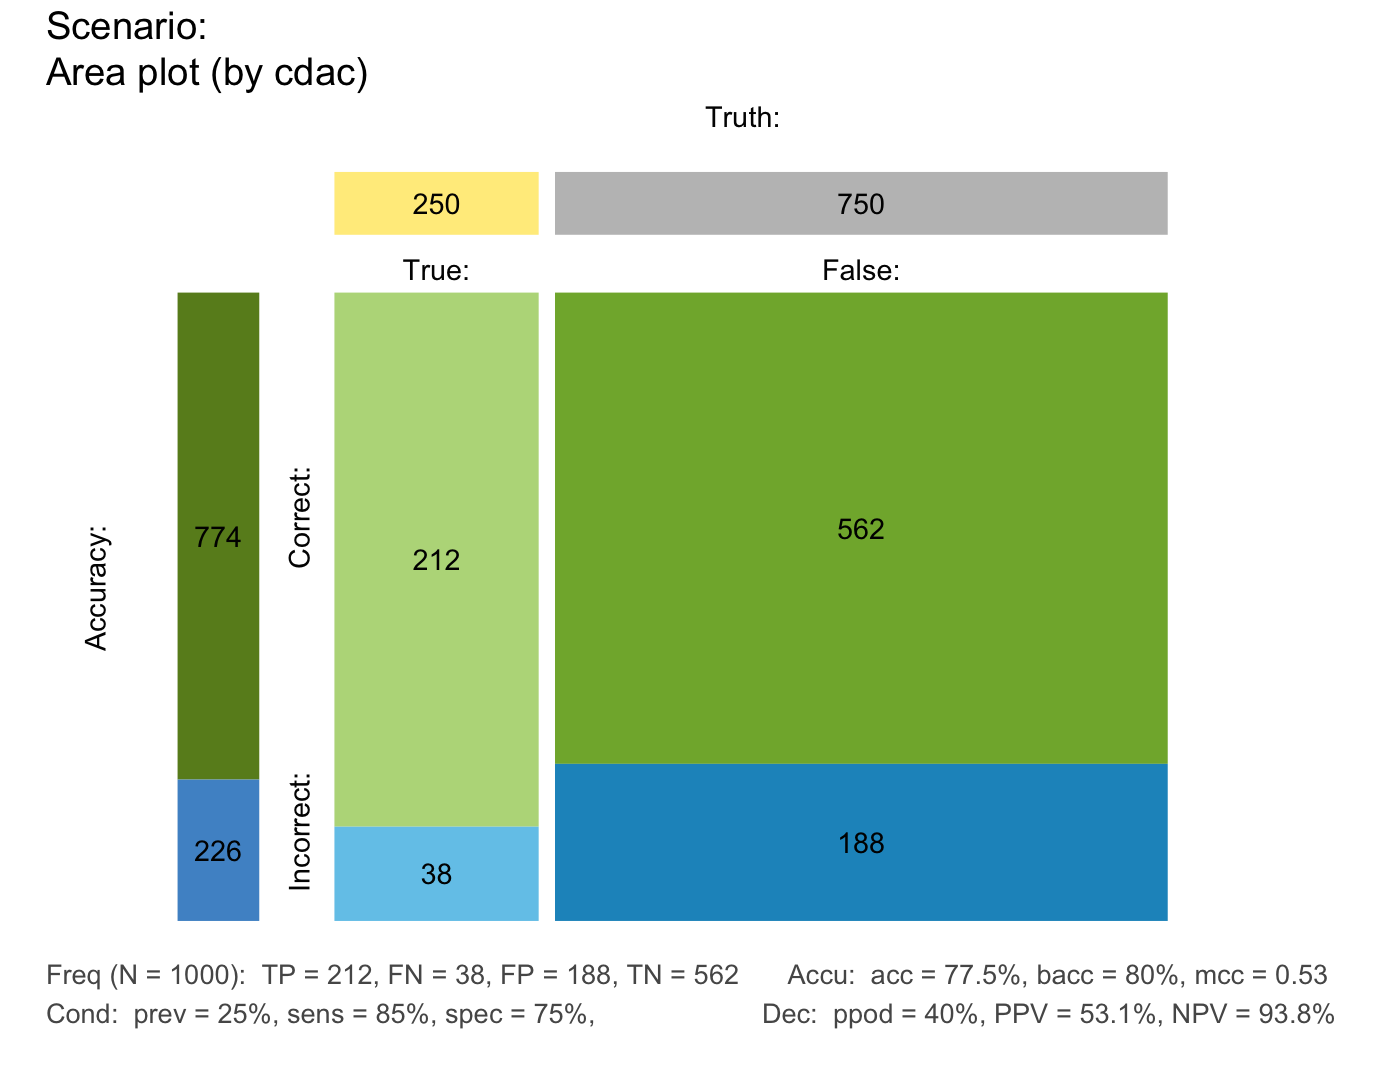 Scenario:
Area plot (by cdac)
Truth:
250
750
True:
False:
Accuracy:
774
226
Correct:
Incorrect:
212
562
38
188
Freq (N = 1000):  TP = 212, FN = 38, FP = 188, TN = 562
Accu:  acc = 77.5%, bacc = 80%, mcc = 0.53
Cond:  prev = 25%, sens = 85%, spec = 75%,
Dec:  ppod = 40%, PPV = 53.1%, NPV = 93.8%